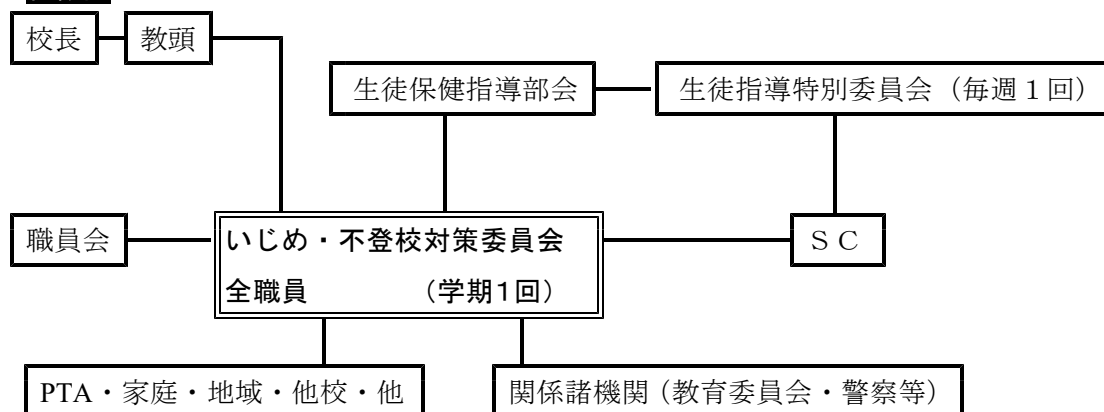 校長 教頭
生徒保健指導部会 生徒指導特別委員会（毎週１回）
職員会
いじめ・不登校対策委員会
全職員 （学期1回）
ＳＣ
PTA・家庭・地域・他校・他
関係諸機関（教育委員会・警察等）